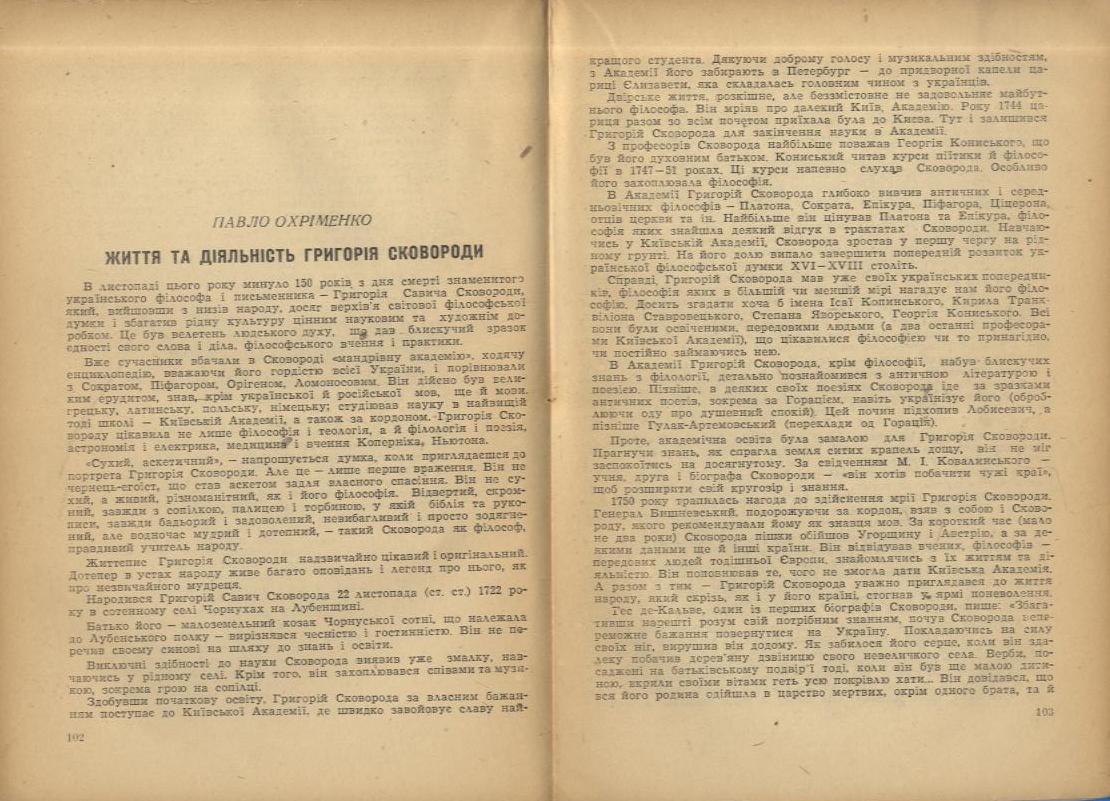 ПАВЛО ОХРІМЕНКО
ЖИТТЯ ТА ДІЯЛЬНІСТЬ ГРИГОРІЯ СКОВОРОДИ
В листопаді цього року минуло 150 років з дня смерті знаменитого
українського філософа і письменника — Григорія Савича Сковороди,
який, вийшовши з низів народу, досяг верхів'я світової філософської
думки і збагатив рідну культуру цінним науковим та художнім до-
робком. Це був велетень людського духу, що дав блискучий зразок
єдності свого слова і діла, філософського вчення і практики.
Вже сучасники вбачали в Сковороді «мандрівну академію», ходячу
енциклопедію, вважаючи його гордістю всієї України, і порівнювали
з Сократом, Піфагором, Орігеном, Ломоносовим. Він дійсно був вели-
ким ерудитом, знав, крім української й російської мов, ще й мови.
грецьку, латинську, польську, німецьку; студіював науку в найвищій
тоді школі — Київській Академії, а також за кордоном. Григорія Ско-
вороду цікавила не лише філософія і теологія, а й філологія і поезія,
астрономія і електрика, медицина і вчення Коперніка, Ньютона.
«Сухий, аскетичний», — напрошується думка, коли приглядаєшся до
портрета Григорія Сковороди. Але це — лише перше враження. Він не
чернець-егоїст, що став аскетом задля власного спасіння. Він не су-
хий, а живий, різноманітний, як і його філософія. Відвертий, скром-
ний, завжди з сопілкою, палицею і торбиною, у якій біблія та руко-
писи, завжди бадьорий і задоволений, невибагливий і просто зодягне-
ний, але водночас мудрий і дотепний, — такий Сковорода як філософ,
правдивий учитель народу.
Життєпис Григорія Сковороди надзвичайно цікавий і оригінальний.
Дотепер в устах народу живе багато оповідань і легенд про нього, як
про незвичайного мудреця.
Народився Григорій Савич Сковорода 22 листопада (ст. ст.) 1722 ро-
ку в сотенному селі Чорнухах на Лубенщині.
Батько його — малоземельний козак Чорнуської сотні, що належала
до Лубенського полку — вирізнявся чесністю і гостинністю. Він не пе-
речив своєму синові на шляху до знань і освіти.
Виключні здібності до науки Сковорода виявив уже змалку, нав-
чаючись у рідному селі. Крім того, він захоплювався співами та музи-
кою, зокрема грою на сопілці.
Здобувши початкову освіту, Григорій Сковорода за власним бажан-
ням поступає до Київської Академії, де швидко завойовує славу най-
102
кращого студента. Дякуючи доброму голосу і музикальним здібностям,
з Академії його забирають в Петербург — до придворної капели ца-
риці Єлизавети, яка складалась головним чином з українців.
Двірське життя, розкішне, але беззмістовне не задовольняє майбут-
нього філософа. Він мріяв про далекий Київ, Академію. Року 1744 ца-
риця разом зо всім почетом приїхала була до Києва. Тут і залишився
Григорій Сковорода для закінчення науки в Академії.
З професорів Сковорода найбільше поважав Георгія Кониського, що
був його духовним батьком. Кониський читав курси піїтики й філосо-
фії в 1747—51 роках. Ці курси напевно слухав Сковорода. Особливо
його захоплювала філософія.
В Академії Григорій Сковорода глибоко вивчив античних і серед-
ньовічних філософів — Платона, Сократа, Епікура, Піфагора, Ціцерона,
отців церкви та ін. Найбільше він цінував Платона та Епікура, філо-
софія яких знайшла деякий відгук в трактатах Сковороди. Навчаю-
чись у Київській Академії, Сковорода зростав у першу чергу на рід-
ному грунті. На його долю випало завершити попередній розвиток ук-
раїнської філософської думки XVI—XVIII століть.
Справді, Григорій Сковорода мав уже своїх українських попередни-
ків, філософія яких в більшій чи меншій мірі нагадує нам його філо-
софію. Досить згадати хоча б імена Ісаї Копинського, Кирила Транк-
віліона Ставровецького, Степана Яворського, Георгія Кониського. Всі
вони були освіченими, передовими людьми (а два останні професора-
ми Київської Академії), що цікавилися філософією чи то принагідно,
чи постійно займаючись нею.
В Академії Григорій Сковорода, крім філософії, набув блискучих
знань з філології, детально познайомився з античною літературою і
поезією. Пізніше, в деяких своїх поезіях Сковорода іде за зразками
античних поетів, зокрема за Горацієм, навіть українізує його (оброб-
люючи оду про душевний спокій). Цей почин підхопив Лобисевич, а
пізніше Гулак-Артемовський (переклади од Горація).
Проте, академічна освіта була замалою для Григорія Сковороди.
Прагнучи знань, як спрагла земля ситих крапель дощу, він не міг
заспокоїтись на досягнутому. За свідченням М. І. Ковалинського —
учня, друга і біографа Сковороди — «він хотів побачити чужі краї»,
щоб розширити свій кругозір і знання.
1750 року трапилась нагода до здійснення мрії Григорія Сковороди.
Генерал Вишневський, подорожуючи за кордон, взяв з собою і Сково-
роду, якого рекомендували йому як знавця мов. За короткий час (мало
не два роки) Сковорода пішки обійшов Угорщину і Австрію, а за де-
якими даними ще й інші країни. Він відвідував вчених, філософів —
передових людей тодішньої Європи, знайомлячись з їх життям та ді-
яльністю. Він поповнював те, чого не змогла дати Київська Академія.
А разом з тим — Григорій Сковорода уважно приглядався до життя
народу, який скрізь, як і у його країні, стогнав у ярмі поневолення.
Гес де-Кальве, один із перших біографів Сковороди, пише: «Збага-
тивши нарешті розум свій потрібним знанням, почув Сковорода непе-
реможне бажання повернутися на Україну. Покладаючись на силу
своїх ніг, вирушив він додому. Як забилося його серце, коли він зда-
леку побачив дерев'яну дзвіницю свого невеличкого села. Верби, по-
саджені на батьківському подвір'ї тоді, коли він був ще малою дити-
ною, вкрили своїми вітами геть усю покрівлю хати... Він довідався, що
вся його родина одійшла в царство мертвих, окрім одного брата, та й
103